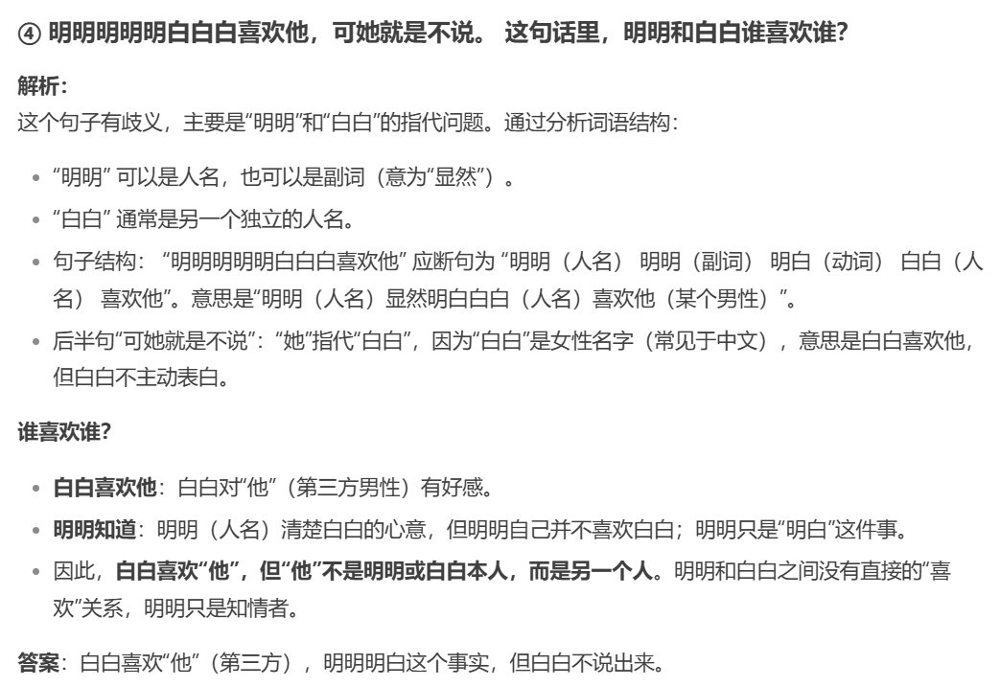 ④ 明明明明明白白白喜欢他，可她就是不说。 这句话里，明明和白白谁喜欢谁？
解析：
这个句子有歧义，主要是“明明”和“白白”的指代问题。通过分析词语结构：
• “明明” 可以是人名，也可以是副词（意为“显然”）。
• “白白” 通常是另一个独立的人名。
• 句子结构： “明明明明明白白白喜欢他” 应断句为 “明明（人名） 明明（副词） 明白（动词） 白白（人
名） 喜欢他”。意思是“明明（人名）显然明白白白（人名）喜欢他（某个男性）”。
• 后半句“可她就是不说”：“她”指代“白白”，因为“白白”是女性名字（常见于中文），意思是白白喜欢他，
但白白不主动表白。
谁喜欢谁？
• 白白喜欢他：白白对“他”（第三方男性）有好感。
• 明明知道：明明（人名）清楚白白的心意，但明明自己并不喜欢白白；明明只是“明白”这件事。
• 因此，白白喜欢“他”，但“他”不是明明或白白本人，而是另一个人。明明和白白之间没有直接的“喜
欢”关系，明明只是知情者。
答案：白白喜欢“他”（第三方），明明明白这个事实，但白白不说出来。